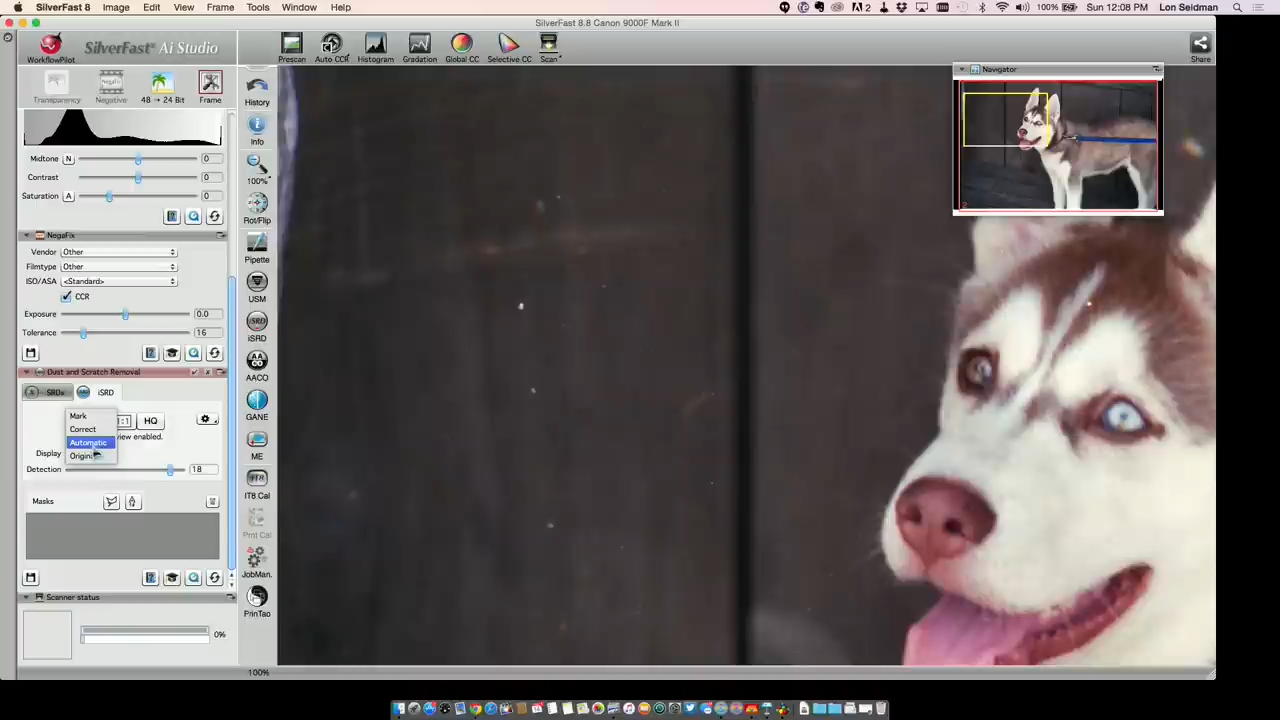 SilverFast 8 Image Edit View Frame Tools Window Help 2 100% Sun 12:08 PM Lon Seidman
SilverFast 8.8 Canon 9000F Mark II
WorkflowPilot SilverFast® Ai Studio Prescan Auto CCR Histogram Gradation Global CC Selective CC Scan Share
Navigator
Transparency Negative 48 → 24 Bit Frame
History
Info
100%
Rot/Flip
Pipette
USM
iSRD
AACO
GANE
ME
IT8 Cal
Prnt Cal
JobMan.
PrinTao
Midtone N 0
Contrast 0
Saturation A 0
NegaFix
Vendor Other
Filmtype Other
ISO/ASA <Standard>
CCR
Exposure 0.0
Tolerance 16
Dust and Scratch Removal
SRDx iSRD
Mark
1:1 HQ
Correct
view enabled.
Automatic
Display
Detection 18
Masks
Scanner status
0%
100%